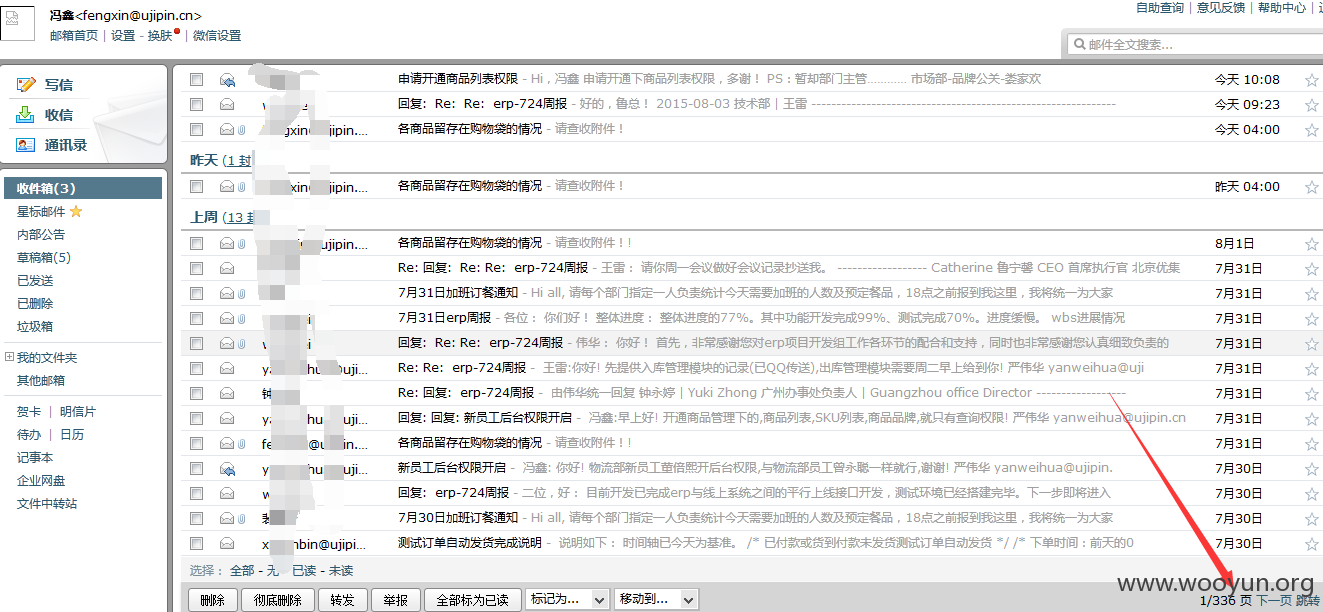 冯鑫<fengxin@ujipin.cn>
邮箱首页 | 设置 - 换肤 | 微信设置
自助查询 | 意见反馈 | 帮助中心 |
邮件全文搜索...
写信
收信
通讯录
收件箱(3)
星标邮件
内部公告
草稿箱(5)
已发送
已删除
垃圾箱
我的文件夹
其他邮箱
贺卡 | 明信片
待办 | 日历
记事本
企业网盘
文件中转站
申请开通商品列表权限 - Hi，冯鑫 申请开通下商品列表权限，多谢！ PS：暂却部门主管………… 市场部-品牌公关-娄家欢 今天 10:08
回复：Re：Re：erp-724周报 - 好的，鲁总！ 2015-08-03 技术部 | 王雷 ---------------------------------------------------- 今天 09:23
ngxin ujipin.... 各商品留存在购物袋的情况 - 请查收附件！ 今天 04:00
昨天 (1 封
xin jipin.... 各商品留存在购物袋的情况 - 请查收附件！ 昨天 04:00
上周 (13 封
ujipin.... 各商品留存在购物袋的情况 - 请查收附件！！ 8月1日
Re: 回复：Re: Re：erp-724周报 - 王雷：请你周一会议做好会议记录抄送我。 ------------------ Catherine 鲁宁馨 CEO 首席执行官 北京优集 7月31日
7月31日加班订餐通知 - Hi all, 请每个部门指定一人负责统计今天需要加班的人数及预定餐品，18点之前报到我这里，我将统一为大家 7月31日
7月31日erp周报 - 各位：你们好！ 整体进度： 整体进度的77%。其中功能开发完成99%、测试完成70%。进度缓慢。 wbs进展情况 7月31日
w ei 回复：Re：Re：erp-724周报 - 伟华：你好！ 首先，非常感谢您对erp项目开发组工作各环节的配合和支持，同时也非常感谢您认真细致负责的 7月31日
ya hu uji... Re: Re：erp-724周报 - 王雷:你好! 先提供入库管理模块的记录(已QQ传送),出库管理模块需要周二早上给到你! 严伟华 yanweihua@uji 7月31日
钟 Re：回复：erp-724周报 - 由伟华统一回复 钟永婷 | Yuki Zhong 广州办事处负责人 | Guangzhou office Director ------------------ 7月31日
ya uji... 回复: 回复: 新员工后台权限开启 - 冯鑫:早上好! 开通商品管理下的,商品列表,SKU列表,商品品牌,就只有查询权限! 严伟华 yanweihua@ujipin.cn 7月31日
fe @u in.... 各商品留存在购物袋的情况 - 请查收附件！！ 7月31日
y hu uji... 新员工后台权限开启 - 冯鑫: 你好! 物流部新员工董倍熙开后台权限,与物流部员工曾永聪一样就行,谢谢! 严伟华 yanweihua@ujipin. 7月30日
w 回复：erp-724周报 - 二位，好： 目前开发已完成erp与线上系统之间的平行上线接口开发，测试环境已经搭建完毕。下一步即将进入 7月30日
7月30日加班订餐通知 - Hi all, 请每个部门指定一人负责统计今天需要加班的人数及预定餐品，18点之前报到我这里，我将统一为大家 7月30日
x nbin@ujipi... 测试订单自动发货完成说明 - 说明如下： 时间轴已今天为基准。 /* 已付款或货到付款未发货测试订单自动发货 */ /* 下单时间：前天的0 7月30日
选择： 全部 - 无 已读 - 未读
删除 彻底删除 转发 举报 全部标为已读 标记为... 移动到...
1/336 页 下一页 跳转
www.wooyun.org